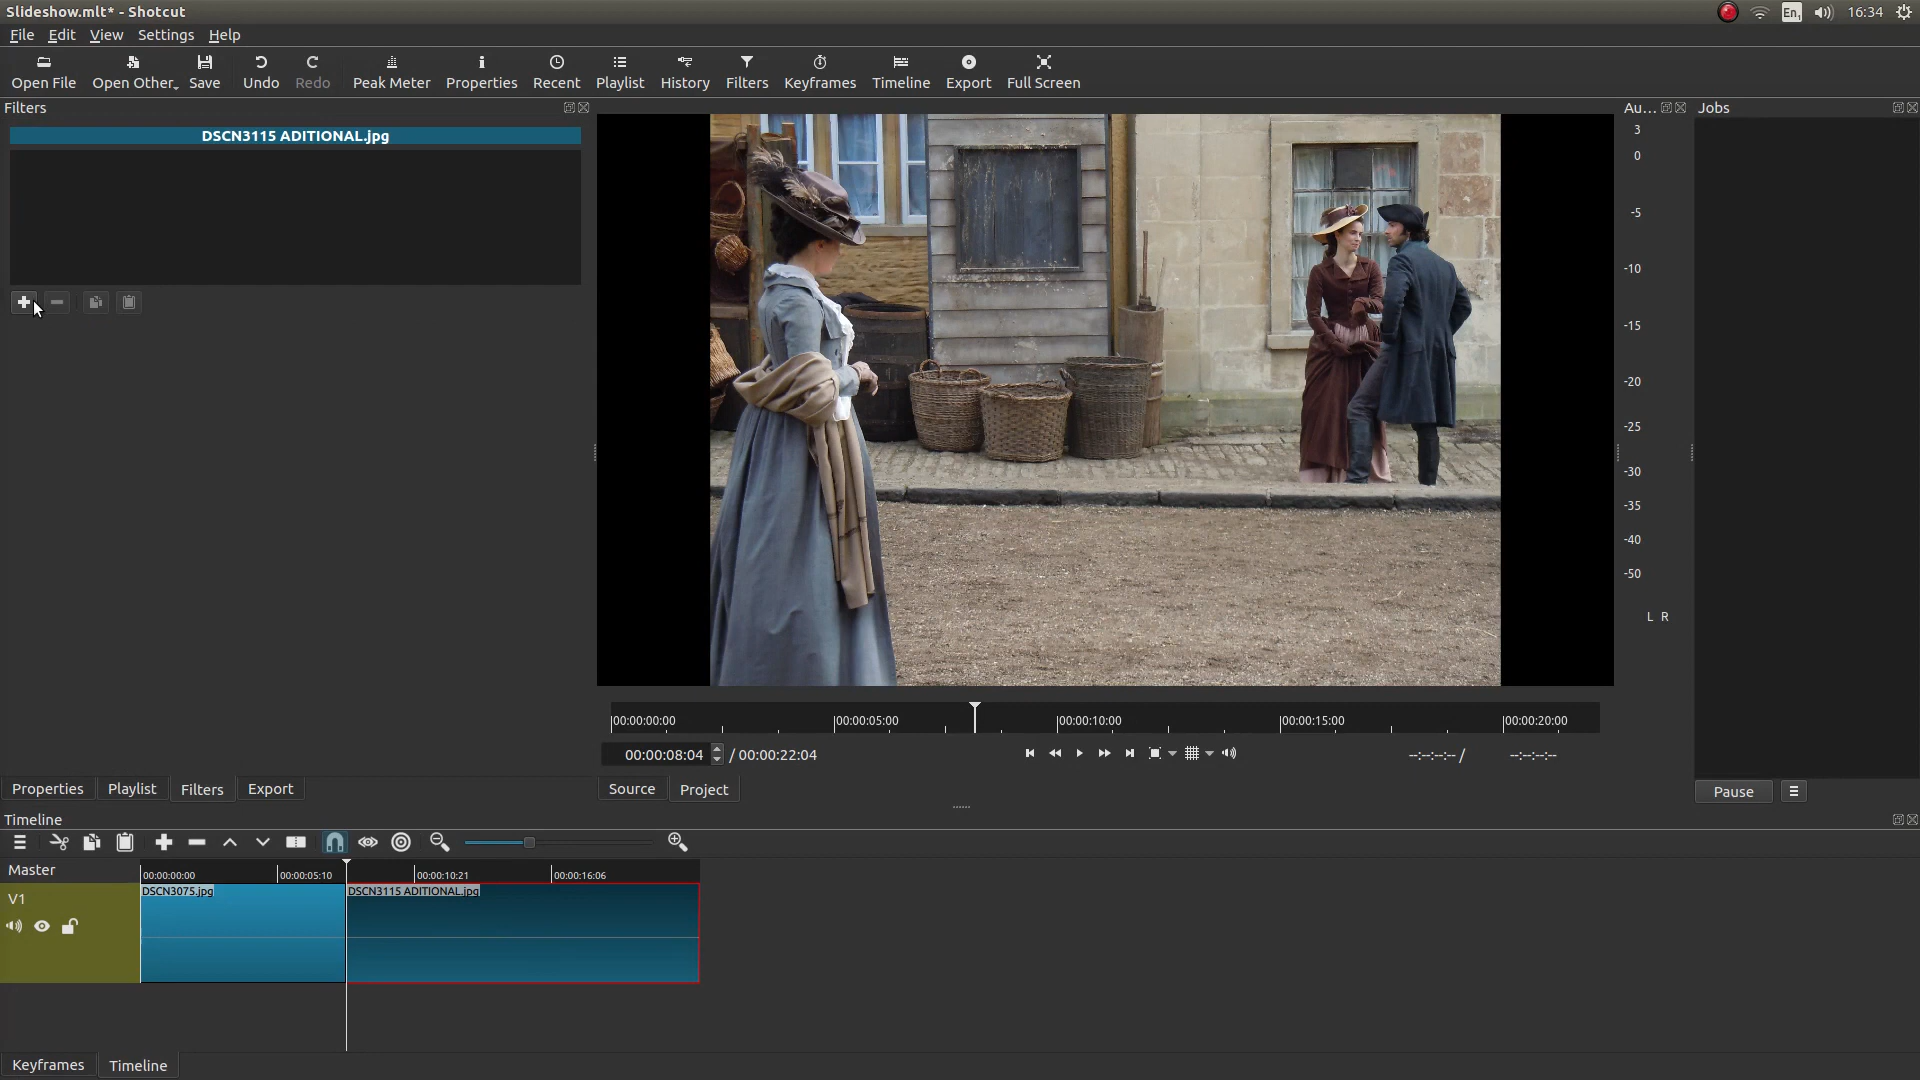 Slideshow.mlt* - Shotcut
En1
16:34
File Edit View Settings Help
Open File Open Other... Save Undo Redo Peak Meter Properties Recent Playlist History Filters Keyframes Timeline Export Full Screen
Filters
Au...
Jobs
DSCN3115 ADITIONAL.jpg
3
0
-5
-10
-15
-20
-25
-30
-35
-40
-50
L R
00:00:00:00 00:00:05:00 00:00:10:00 00:00:15:00 00:00:20:00
00:00:08:04 / 00:00:22:04 --:--:--:-- / --:--:--:--
Properties Playlist Filters Export
Source Project
Pause
Timeline
Master
00:00:00:00 00:00:05:10 00:00:10:21 00:00:16:06
V1
DSCN3075.jpg DSCN3115 ADITIONAL.jpg
Keyframes Timeline